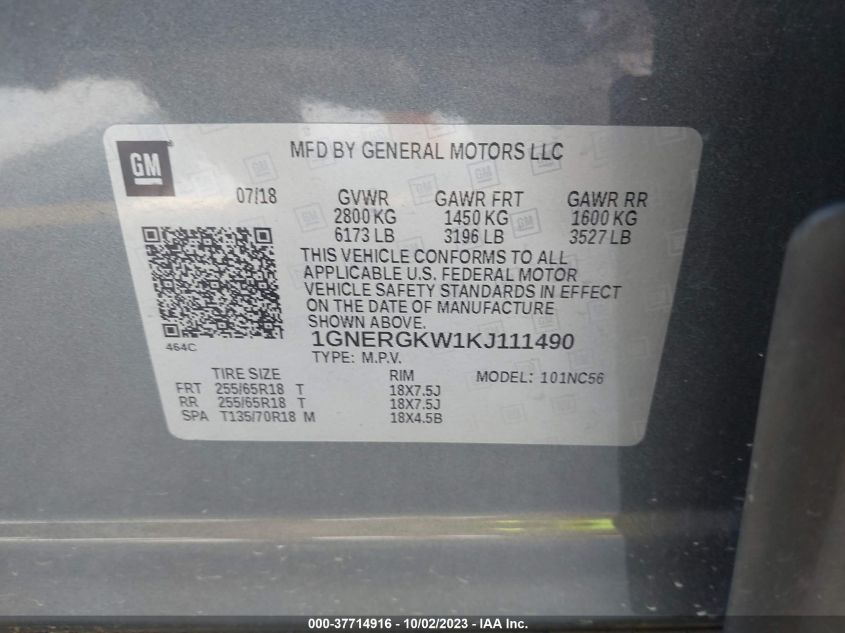 GM
MFD BY GENERAL MOTORS LLC
07/18 GVWR GAWR FRT GAWR RR
2800 KG 1450 KG 1600 KG
6173 LB 3196 LB 3527 LB
THIS VEHICLE CONFORMS TO ALL
APPLICABLE U.S. FEDERAL MOTOR
VEHICLE SAFETY STANDARDS IN EFFECT
ON THE DATE OF MANUFACTURE
SHOWN ABOVE.
1GNERGKW1KJ111490
464C
TYPE: M.P.V.
TIRE SIZE RIM MODEL: 101NC56
FRT 255/65R18 T 18X7.5J
RR 255/65R18 T 18X7.5J
SPA T135/70R18 M 18X4.5B
000-37714916 - 10/02/2023 - IAA Inc.